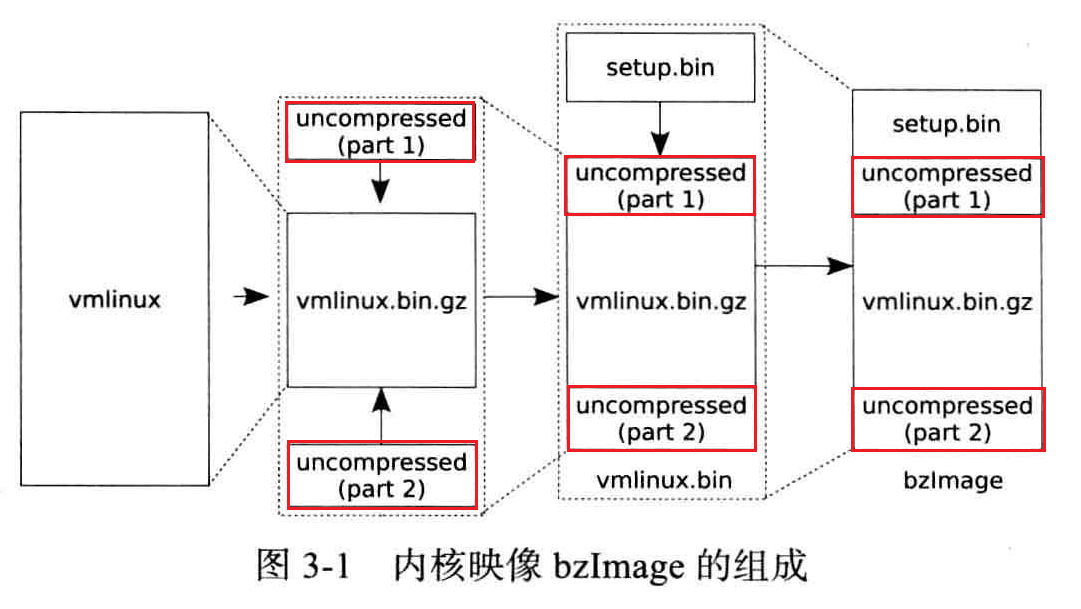 vmlinux
uncompressed
(part 1)
vmlinux.bin.gz
uncompressed
(part 2)
setup.bin
uncompressed
(part 1)
vmlinux.bin.gz
uncompressed
(part 2)
vmlinux.bin
setup.bin
uncompressed
(part 1)
vmlinux.bin.gz
uncompressed
(part 2)
bzImage
图 3-1 内核映像 bzImage 的组成